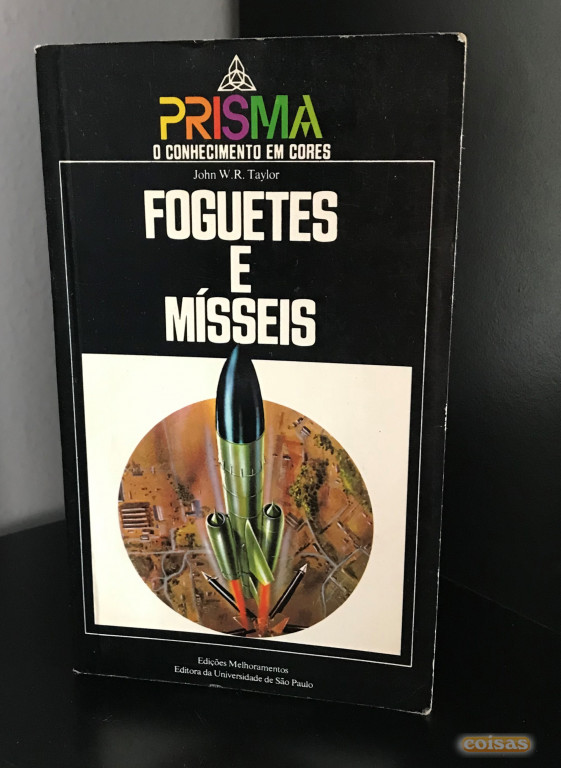 PRISMA
O CONHECIMENTO EM CORES
John W.R. Taylor
FOGUETES
E
MÍSSEIS
Edições Melhoramentos
Editora da Universidade de São Paulo
coisas